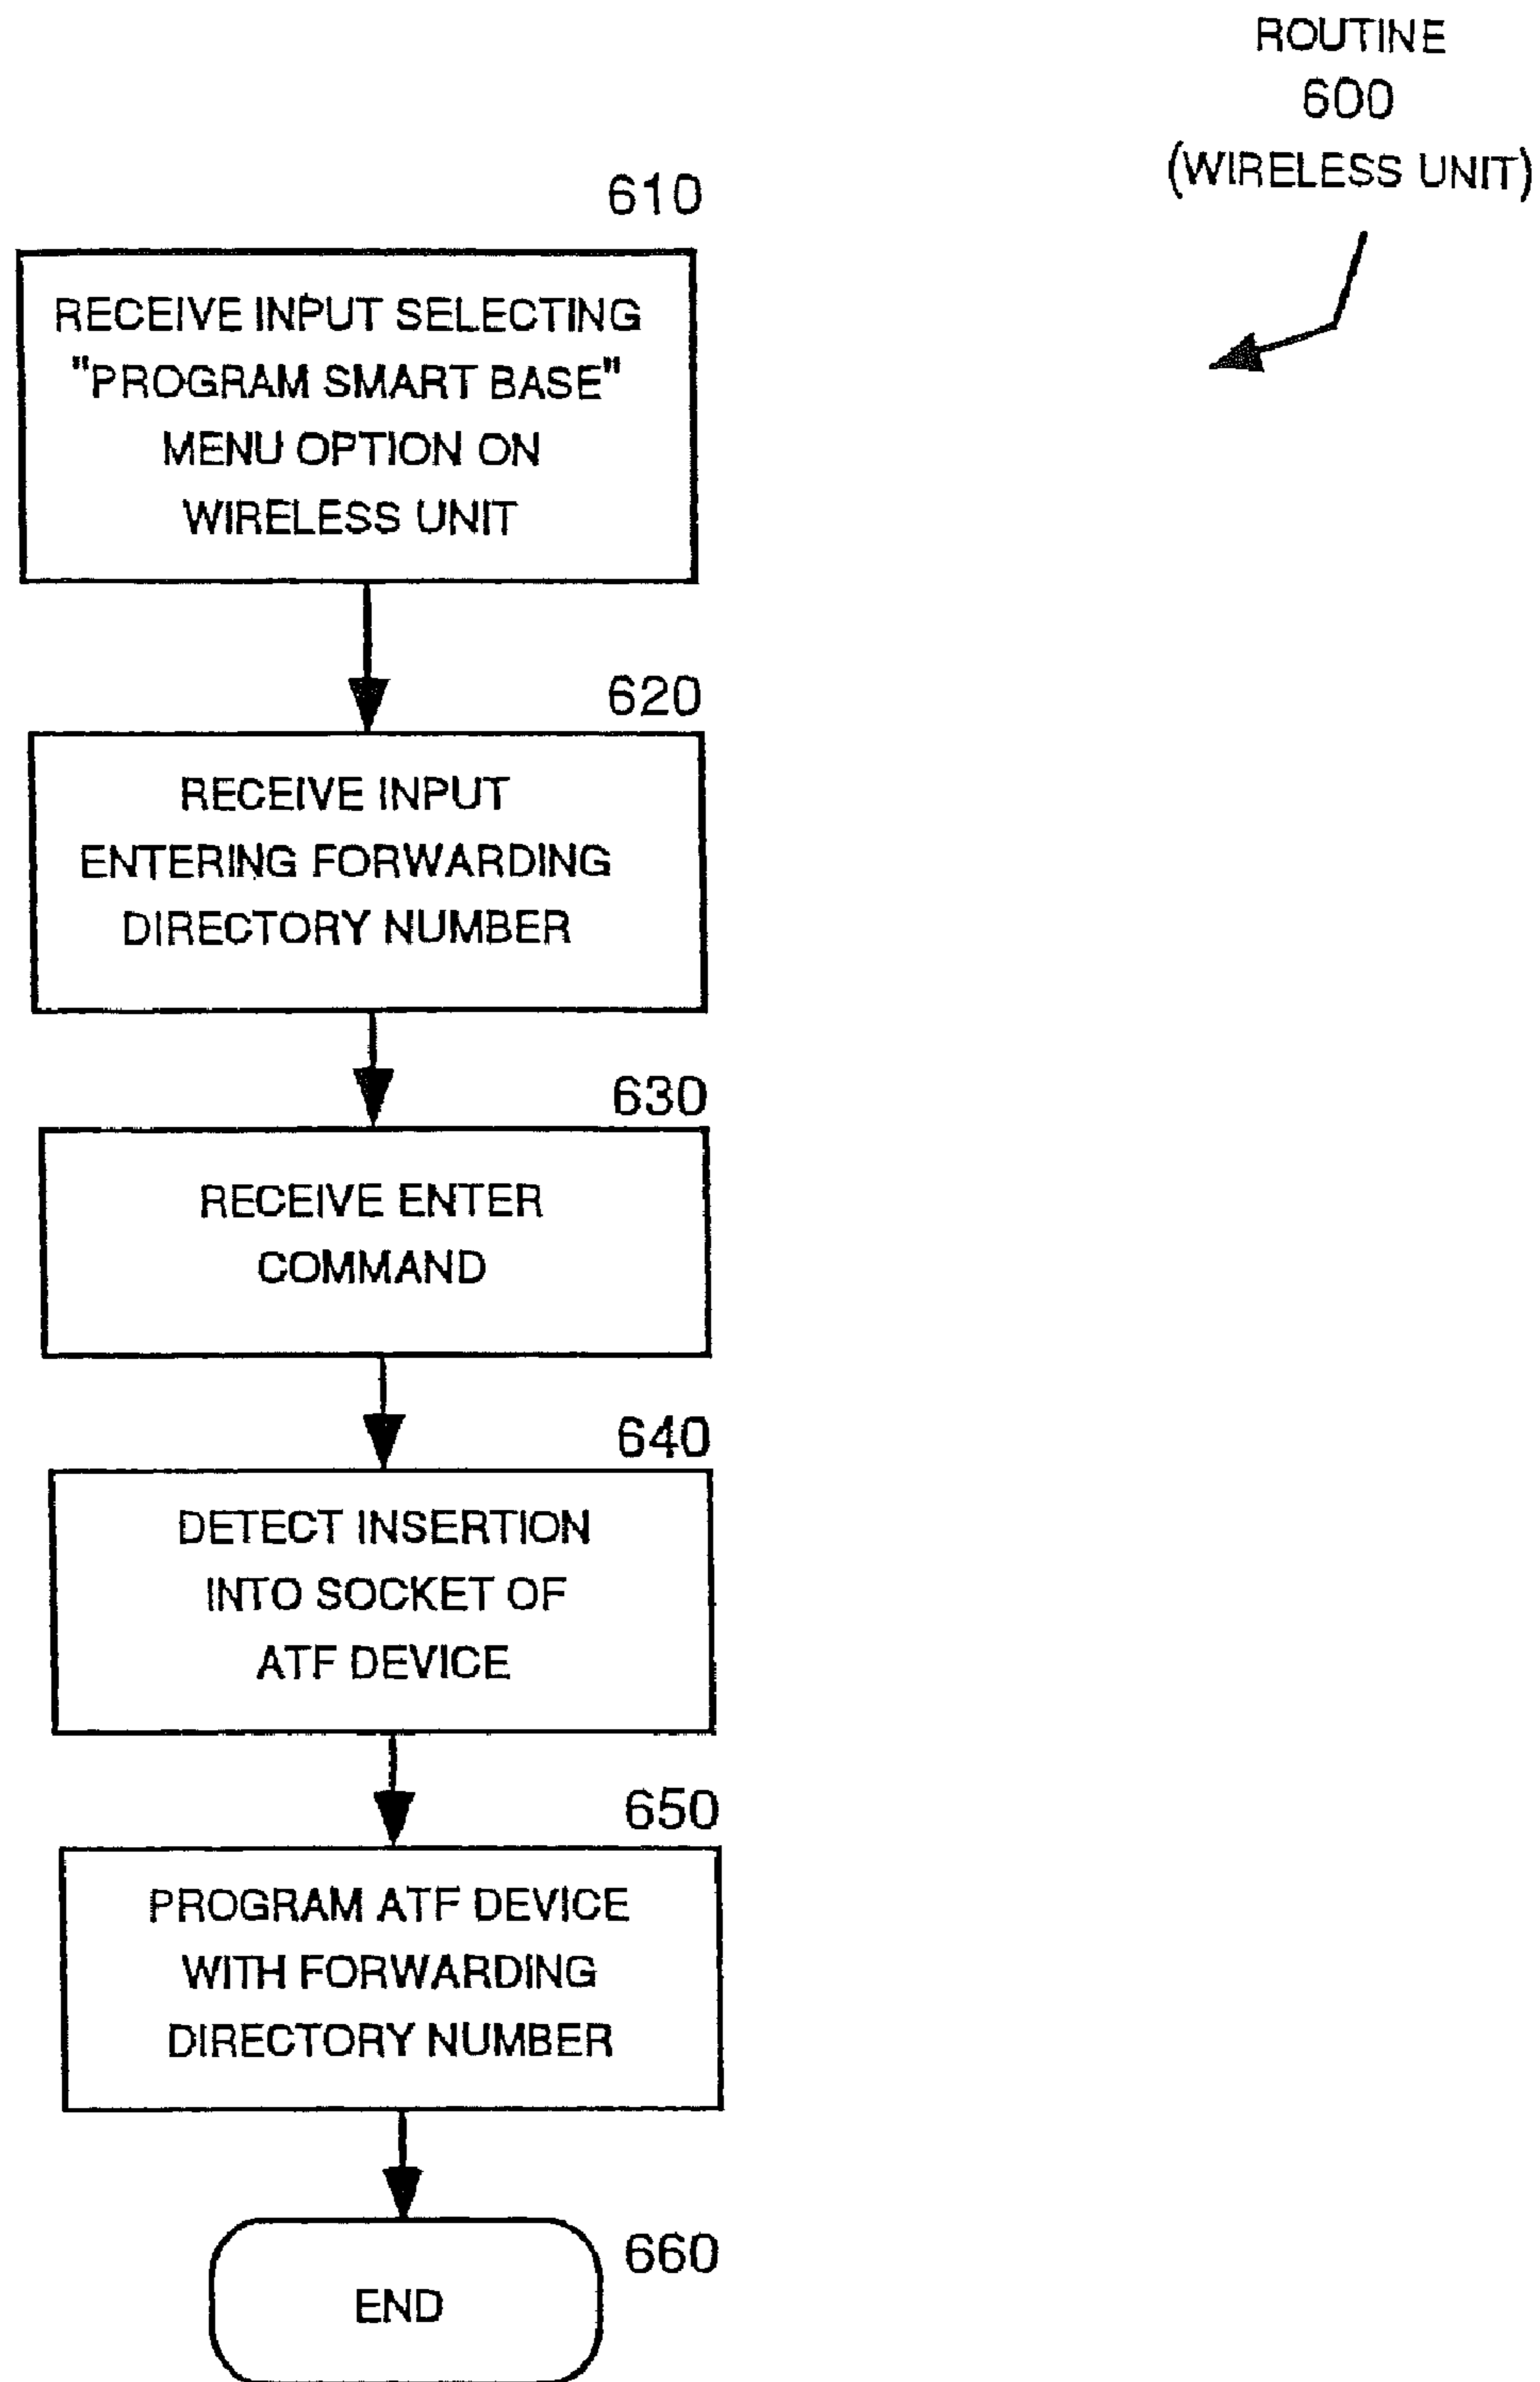 ROUTINE
600
(WIRELESS UNIT)
610
RECEIVE INPUT SELECTING
"PROGRAM SMART BASE"
MENU OPTION ON
WIRELESS UNIT
620
RECEIVE INPUT
ENTERING FORWARDING
DIRECTORY NUMBER
630
RECEIVE ENTER
COMMAND
640
DETECT INSERTION
INTO SOCKET OF
ATF DEVICE
650
PROGRAM ATF DEVICE
WITH FORWARDING
DIRECTORY NUMBER
660
END